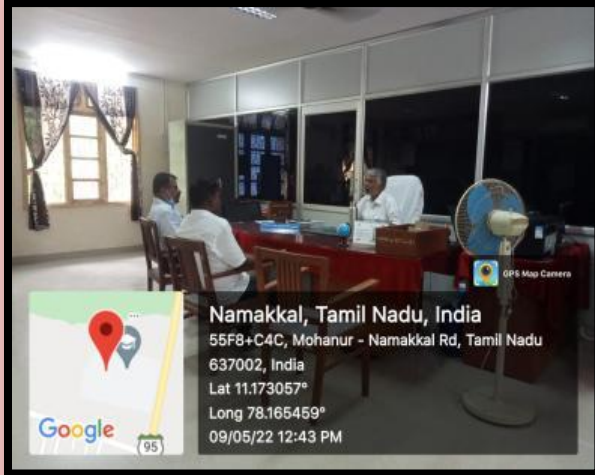 GPS Map Camera
Namakkal, Tamil Nadu, India
55F8+C4C, Mohanur - Namakkal Rd, Tamil Nadu
637002, India
Lat 11.173057°
Long 78.165459°
09/05/22 12:43 PM
Google
95